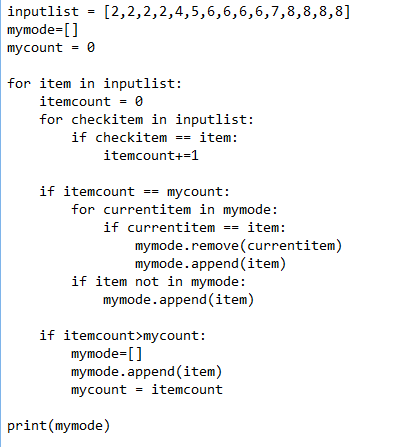 inputlist = [2,2,2,2,4,5,6,6,6,6,7,8,8,8,8]
mymode=[]
mycount = 0

for item in inputlist:
    itemcount = 0
    for checkitem in inputlist:
        if checkitem == item:
            itemcount+=1

    if itemcount == mycount:
        for currentitem in mymode:
            if currentitem == item:
                mymode.remove(currentitem)
                mymode.append(item)
        if item not in mymode:
            mymode.append(item)

    if itemcount>mycount:
        mymode=[]
        mymode.append(item)
        mycount = itemcount

print(mymode)